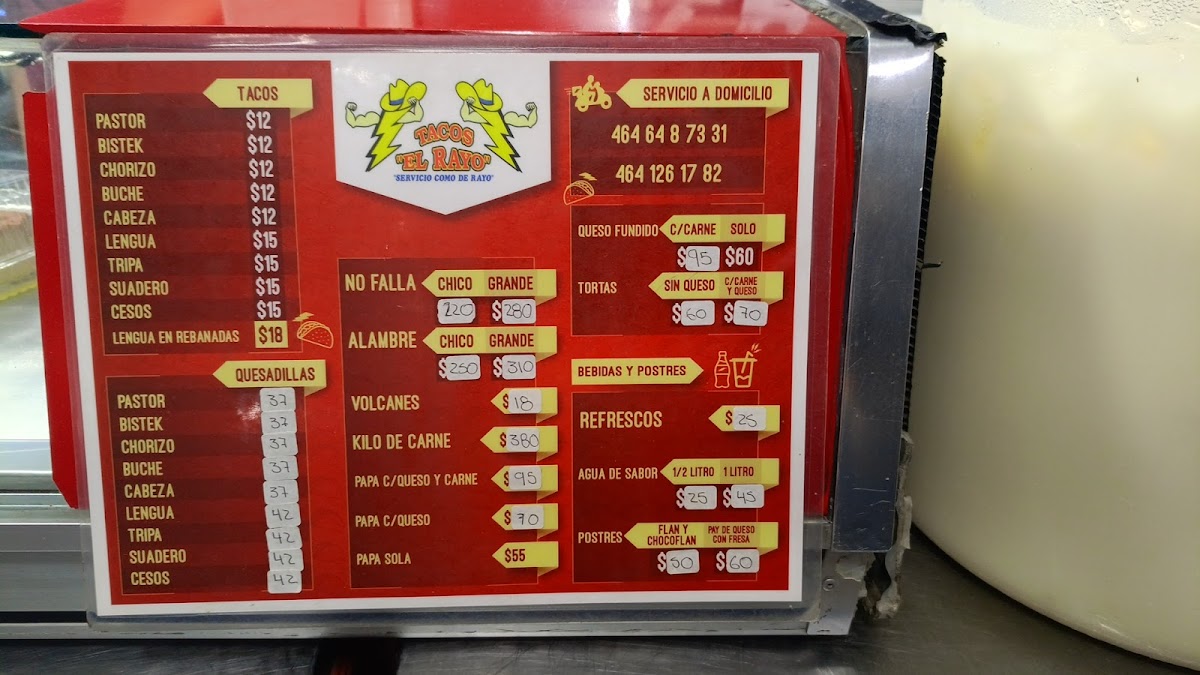 TACOS
PASTOR $12
BISTEK $12
CHORIZO $12
BUCHE $12
CABEZA $12
LENGUA $15
TRIPA $15
SUADERO $15
CESOS $15
LENGUA EN REBANADAS $18
QUESADILLAS
PASTOR 37
BISTEK 37
CHORIZO 37
BUCHE 37
CABEZA 37
LENGUA 42
TRIPA 42
SUADERO 42
CESOS 42
TACOS
"EL RAYO"
"SERVICIO COMO DE RAYO"
NO FALLA CHICO GRANDE
220 $280
ALAMBRE CHICO GRANDE
$250 $310
VOLCANES $18
KILO DE CARNE $380
PAPA C/QUESO Y CARNE $95
PAPA C/QUESO $70
PAPA SOLA $55
SERVICIO A DOMICILIO
464 64 8 73 31
464 126 17 82
QUESO FUNDIDO C/CARNE SOLO
$95 $60
TORTAS SIN QUESO C/CARNE Y QUESO
$60 $70
BEBIDAS Y POSTRES
REFRESCOS $25
AGUA DE SABOR 1/2 LITRO 1 LITRO
$25 $45
POSTRES FLAN Y CHOCOFLAN PAY DE QUESO CON FRESA
$50 $60